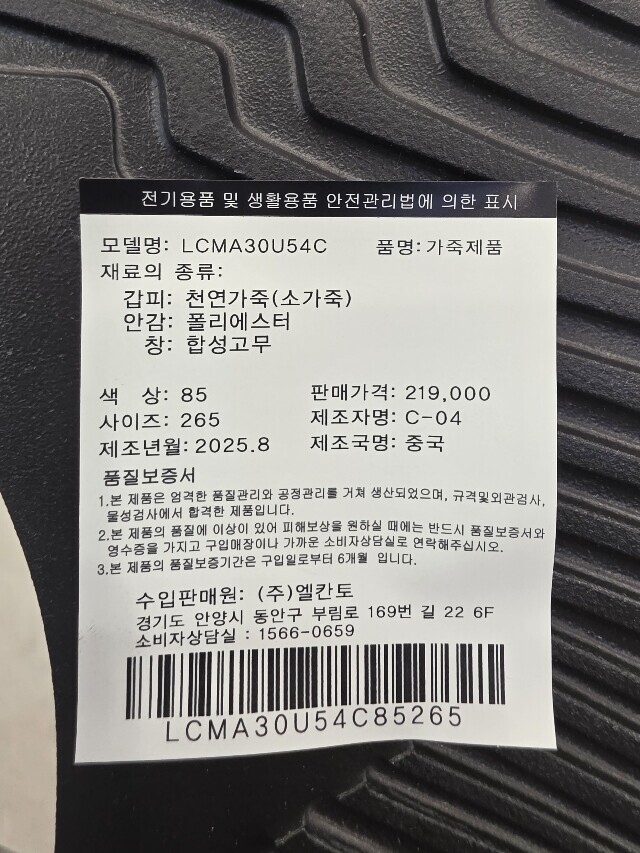 전기용품 및 생활용품 안전관리법에 의한 표시
모델명: LCMA30U54C 품명: 가죽제품
재료의 종류:
갑피: 천연가죽(소가죽)
안감: 폴리에스터
창: 합성고무
색 상: 85 판매가격: 219,000
사이즈: 265 제조자명: C-04
제조년월: 2025.8 제조국명: 중국
품질보증서
1.본 제품은 엄격한 품질관리와 공정관리를 거쳐 생산되었으며, 규격및외관검사,
물성검사에서 합격한 제품입니다.
2.본 제품의 품질에 이상이 있어 피해보상을 원하실 때에는 반드시 품질보증서와
영수증을 가지고 구입매장이나 가까운 소비자상담실로 연락해주십시오.
3.본 제품의 품질보증기간은 구입일로부터 6개월 입니다.
수입판매원: (주)엘칸토
경기도 안양시 동안구 부림로 169번 길 22 6F
소비자상담실 : 1566-0659
LCMA30U54C85265